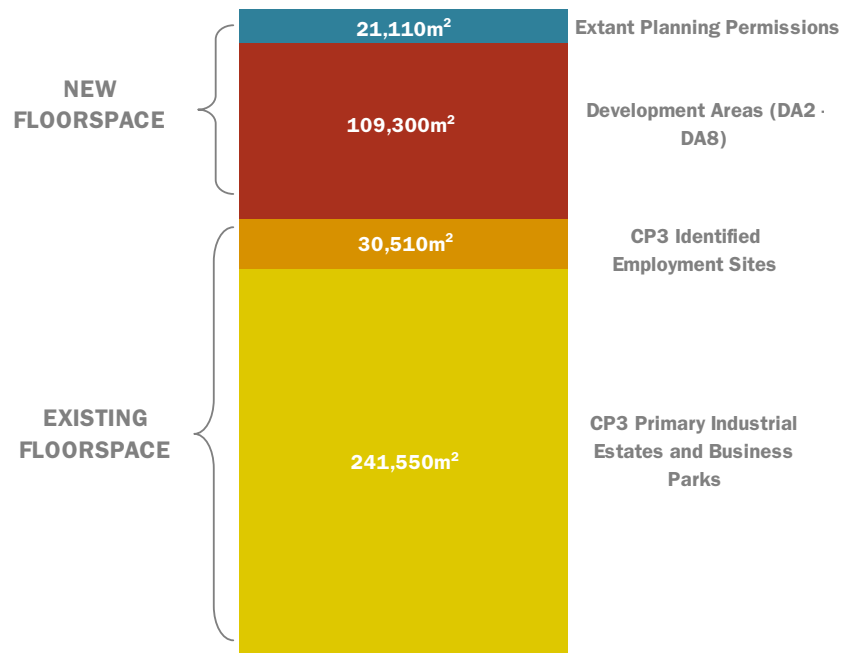 21,110m²
Extant Planning Permissions
NEW
FLOORSPACE
109,300m²
Development Areas (DA2 -
DA8)
30,510m²
CP3 Identified
Employment Sites
EXISTING
FLOORSPACE
241,550m²
CP3 Primary Industrial
Estates and Business
Parks